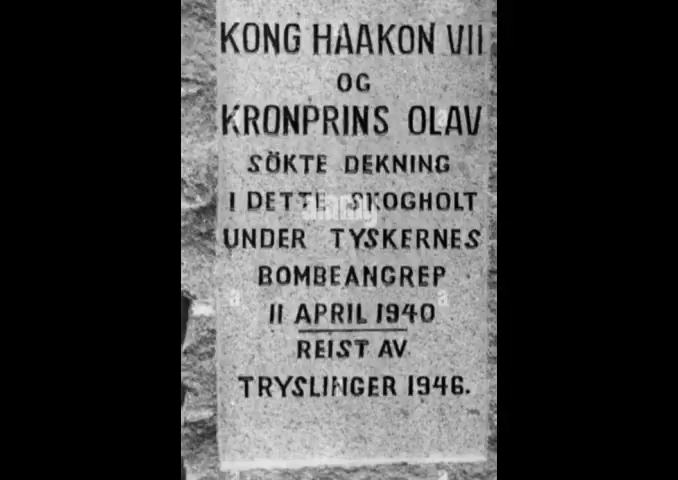 KONG HAAKON VII
OG
KRONPRINS OLAV
SÖKTE DEKNING
I DETTE SKOGHOLT
UNDER TYSKERNES
BOMBEANGREP
11 APRIL 1940
REIST AV
TRYSLINGER 1946.
alamy
a
a
a
a